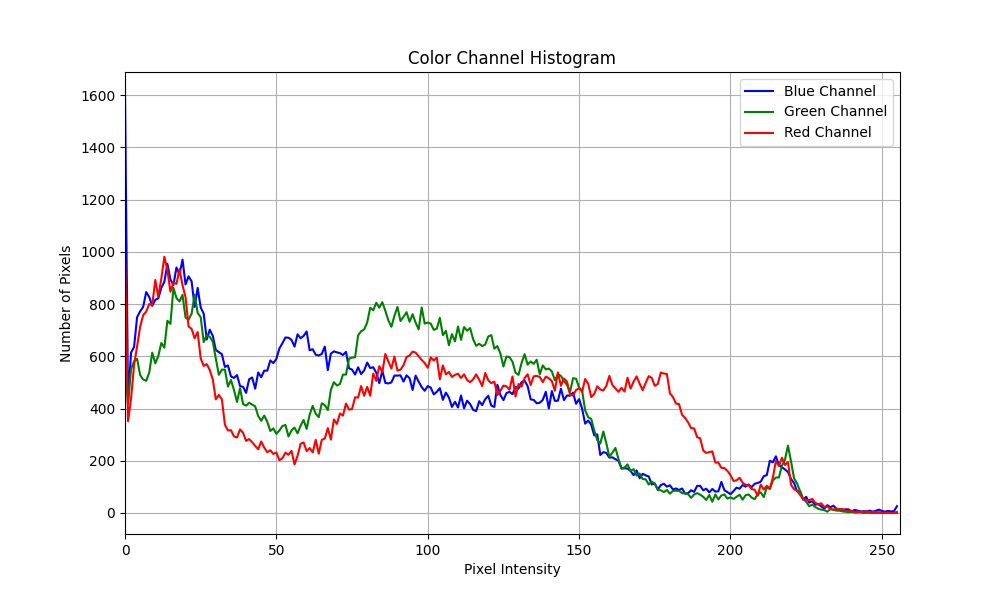 Color Channel Histogram
Blue Channel
Green Channel
Red Channel
1600
1400
1200
1000
800
600
400
200
0
Number of Pixels
0 50 100 150 200 250
Pixel Intensity